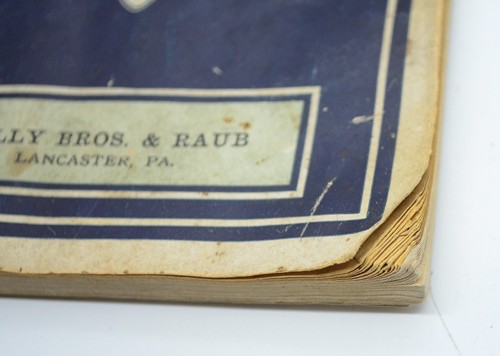 LLY BROS. & RAUB
LANCASTER, PA.